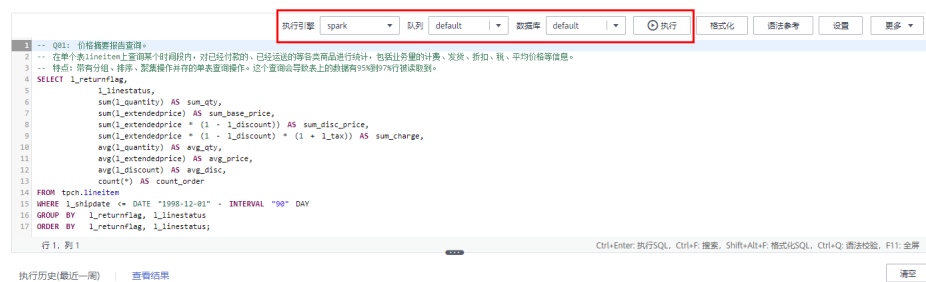 执行引擎 spark 队列 default 数据库 default 执行 格式化 语法参考 设置 更多
1 -- Q01: 价格摘要报告查询。
2 -- 在单个表lineitem上查询某个时间段内，对已经付款的、已经运送的等各类商品进行统计，包括业务量的计费、发货、折扣、税、平均价格等信息。
3 -- 特点：带有分组、排序、聚集操作并存的单表查询操作。这个查询会导致表上的数据有95%到97%行被读取到。
4 SELECT l_returnflag,
5 l_linestatus,
6 sum(l_quantity) AS sum_qty,
7 sum(l_extendedprice) AS sum_base_price,
8 sum(l_extendedprice * (1 - l_discount)) AS sum_disc_price,
9 sum(l_extendedprice * (1 - l_discount) * (1 + l_tax)) AS sum_charge,
10 avg(l_quantity) AS avg_qty,
11 avg(l_extendedprice) AS avg_price,
12 avg(l_discount) AS avg_disc,
13 count(*) AS count_order
14 FROM tpch.lineitem
15 WHERE l_shipdate <= DATE "1998-12-01" - INTERVAL "90" DAY
16 GROUP BY l_returnflag, l_linestatus
17 ORDER BY l_returnflag, l_linestatus;
行 1, 列 1 Ctrl+Enter: 执行SQL, Ctrl+F: 搜索, Shift+Alt+F: 格式化SQL, Ctrl+Q: 语法校验, F11: 全屏
执行历史(最近一周) 查看结果 清空